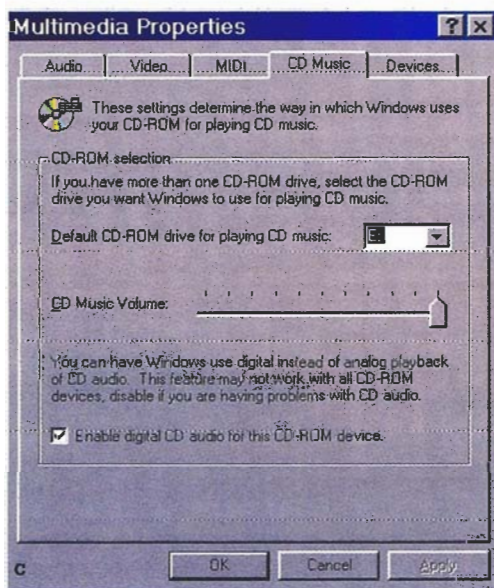 Multimedia Properties
Audio Video MIDI CD Music Devices
These settings determine the way in which Windows uses
your CD-ROM for playing CD music.
CD-ROM selection
If you have more than one CD-ROM drive, select the CD-ROM
drive you want Windows to use for playing CD music.
Default CD-ROM drive for playing CD music: E:
CD Music Volume:
You can have Windows use digital instead of analog playback
of CD audio. This feature may not work with all CD-ROM
devices, disable if you are having problems with CD audio.
Enable digital CD audio for this CD-ROM device.
OK Cancel Apply
C